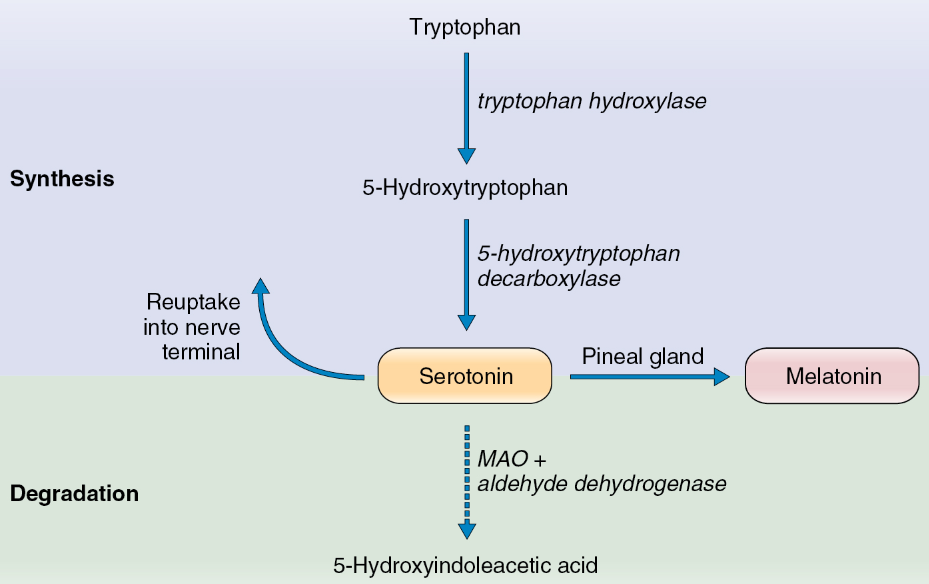 Tryptophan
tryptophan hydroxylase
Synthesis
5-Hydroxytryptophan
5-hydroxytryptophan
decarboxylase
Reuptake
into nerve
terminal
Serotonin
Pineal gland
Melatonin
MAO +
aldehyde dehydrogenase
Degradation
5-Hydroxyindoleacetic acid